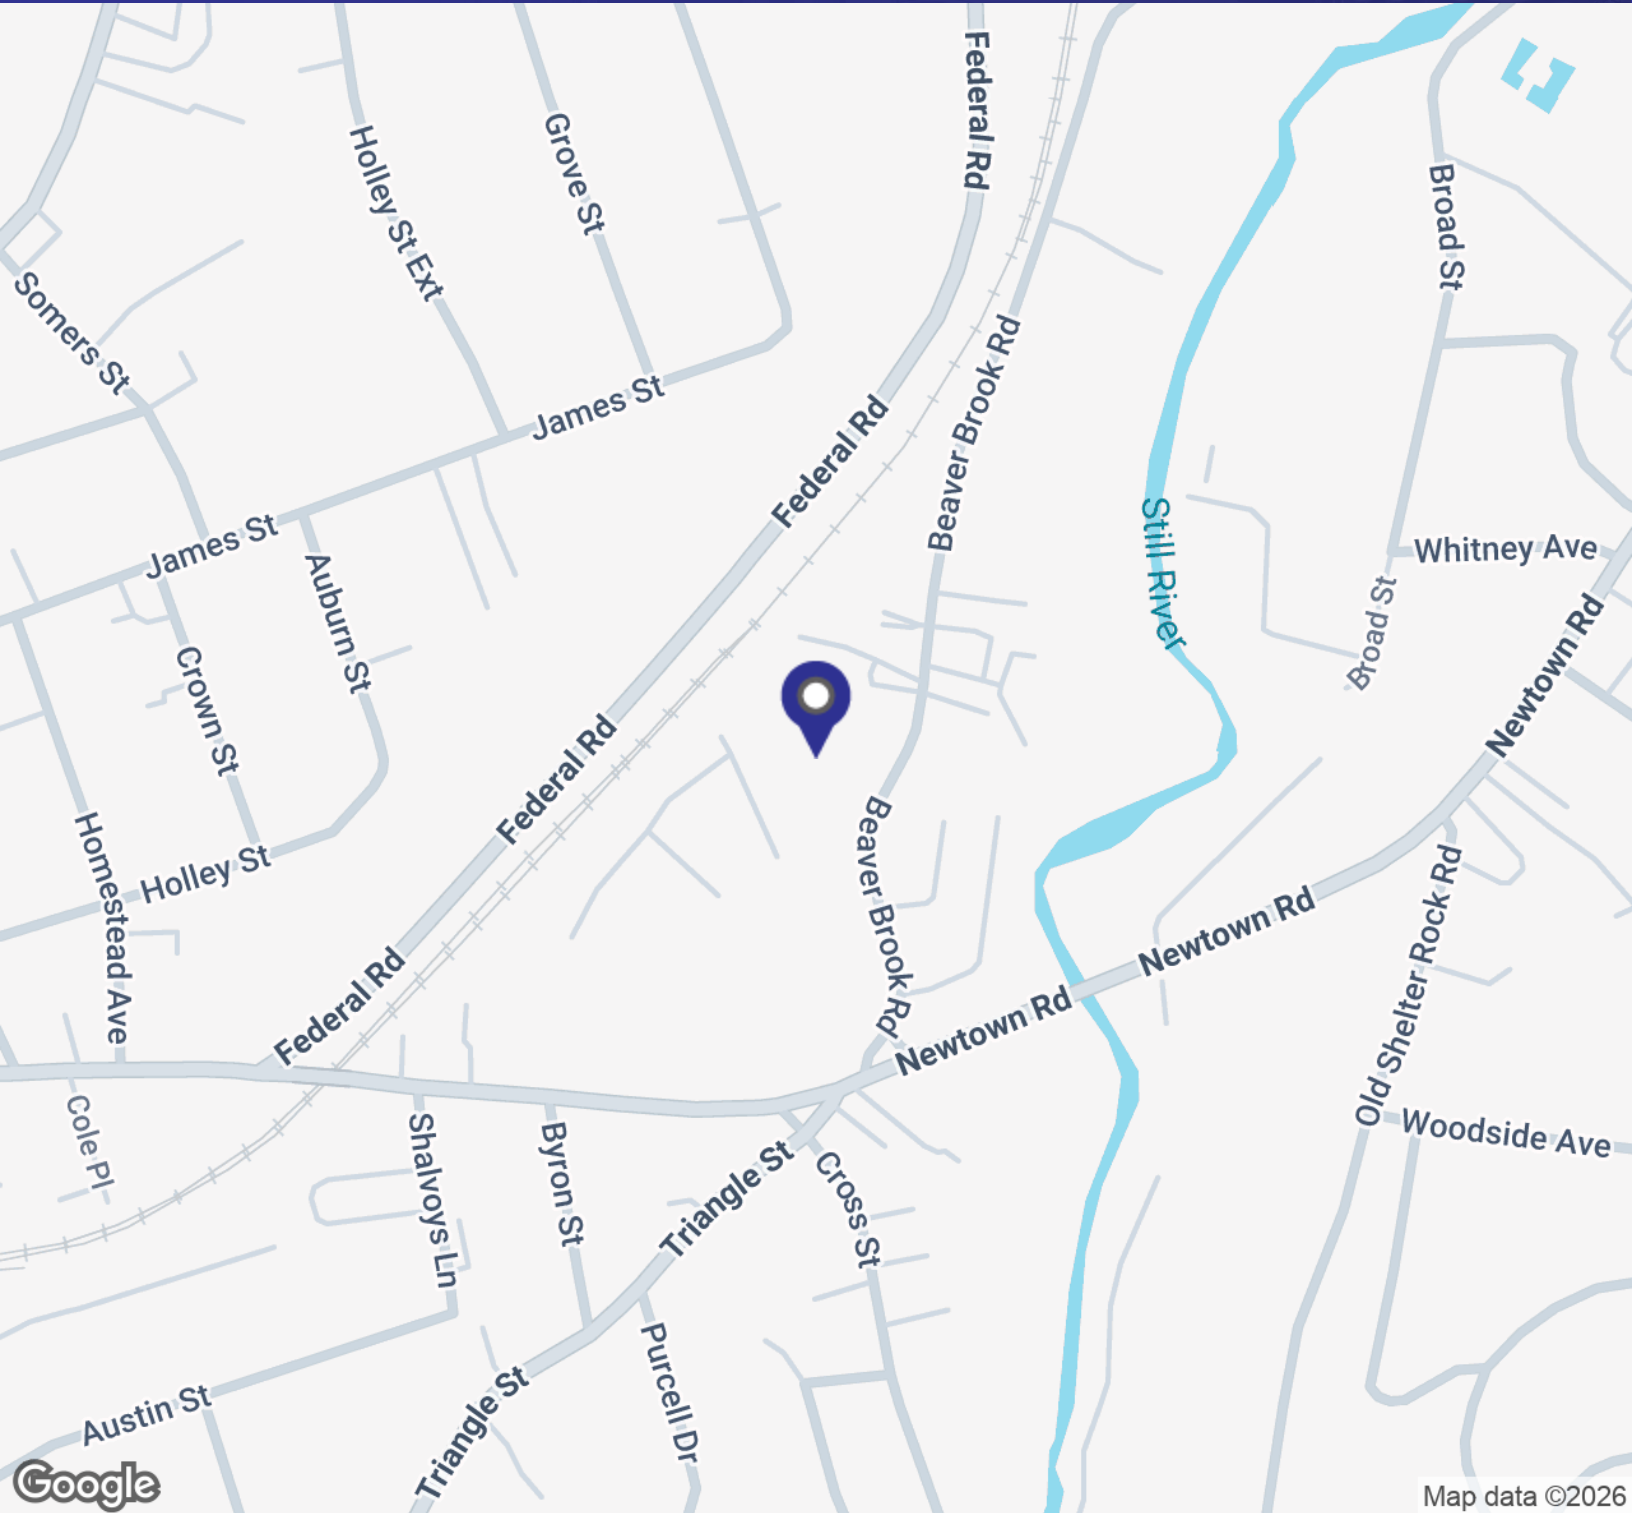 Federal Rd
Holley St Ext
Grove St
Broad St
Somers St
Beaver Brook Rd
James St
Federal Rd
Still River
James St
Whitney Ave
Auburn St
Broad St
Newtown Rd
Crown St
Federal Rd
Beaver Brook Rd
Homestead Ave
Holley St
Old Shelter Rock Rd
Newtown Rd
Federal Rd
Newtown Rd
Cole Pl
Shalvoys Ln
Byron St
Woodside Ave
Triangle St
Cross St
Purcell Dr
Austin St
Triangle St
Google
Map data ©2026